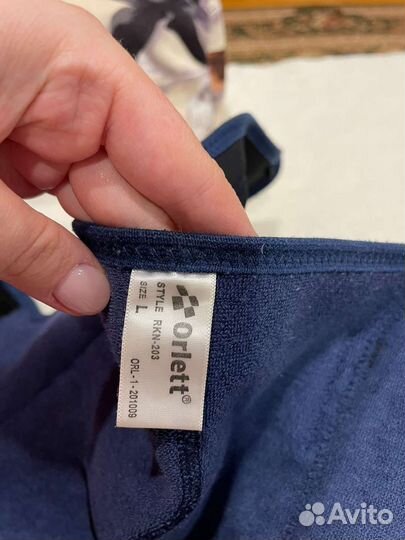 Orlett®
STYLE RKN-203
SIZE L
ORL-1-201009
Avito